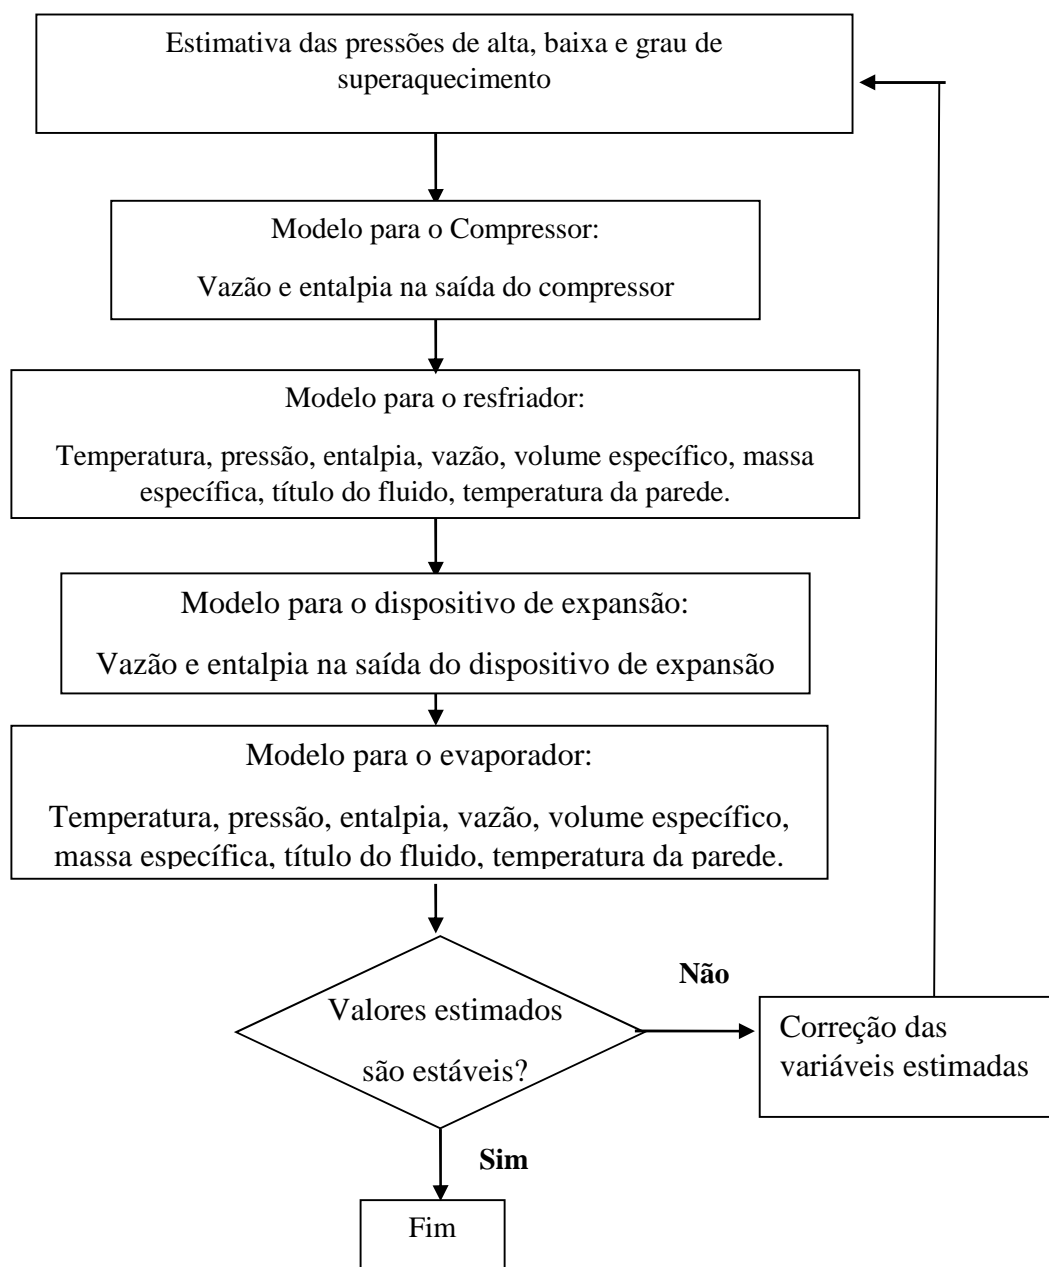 Estimativa das pressões de alta, baixa e grau de
superaquecimento
Modelo para o Compressor:
Vazão e entalpia na saída do compressor
Modelo para o resfriador:
Temperatura, pressão, entalpia, vazão, volume específico, massa
específica, título do fluido, temperatura da parede.
Modelo para o dispositivo de expansão:
Vazão e entalpia na saída do dispositivo de expansão
Modelo para o evaporador:
Temperatura, pressão, entalpia, vazão, volume específico,
massa específica, título do fluido, temperatura da parede.
Valores estimados
são estáveis?
Não
Correção das
variáveis estimadas
Sim
Fim